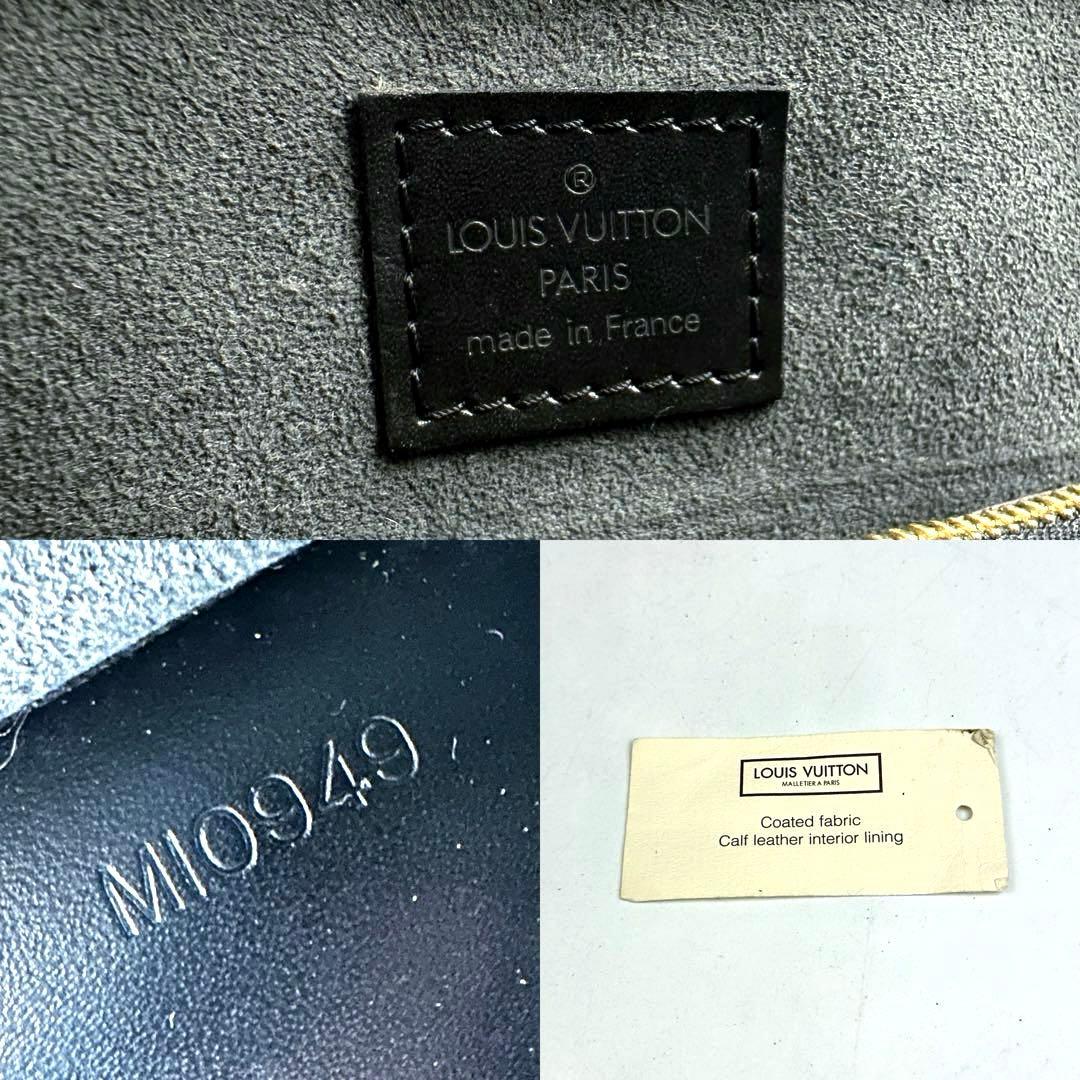 ®
LOUIS VUITTON
PARIS
made in France
MI0949
LOUIS VUITTON
MALLETIER A PARIS
Coated fabric
Calf leather interior lining